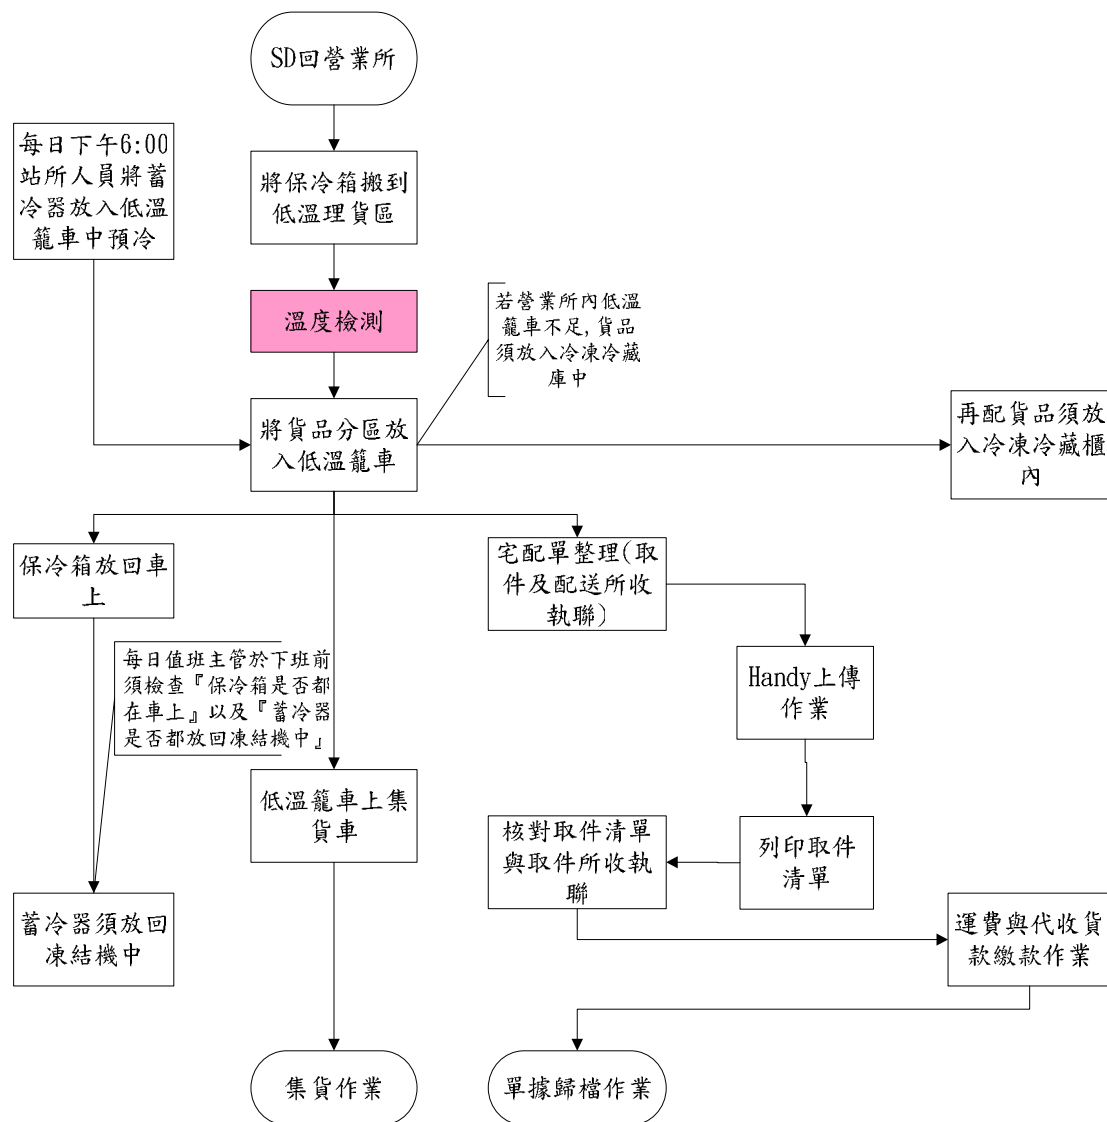 SD回營業所
每日下午6:00
站所人員將蓄
冷器放入低溫
籠車中預冷
將保冷箱搬到
低溫理貨區
溫度檢測
若營業所內低溫
籠車不足,貨品
須放入冷凍冷藏
庫中
將貨品分區放
入低溫籠車
再配貨品須放
入冷凍冷藏櫃
內
保冷箱放回車
上
宅配單整理(取
件及配送所收
執聯)
每日值班主管於下班前
須檢查『保冷箱是否都
在車上』以及『蓄冷器
是否都放回凍結機中』
Handy上傳
作業
低溫籠車上集
貨車
列印取件
清單
核對取件清單
與取件所收執
聯
蓄冷器須放回
凍結機中
運費與代收貨
款繳款作業
集貨作業
單據歸檔作業